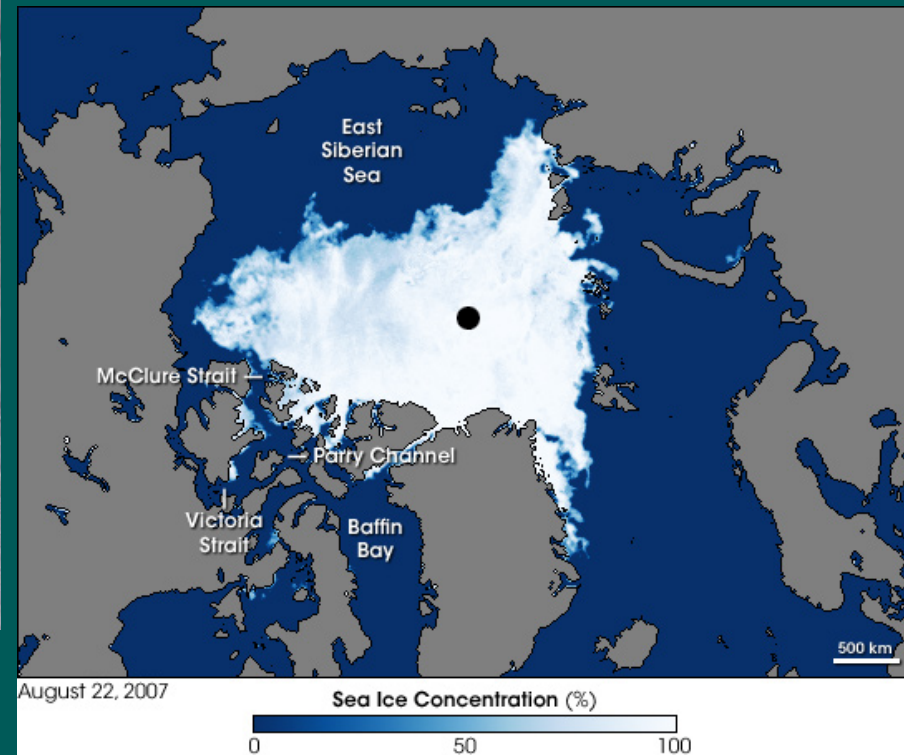 East
Siberian
Sea
McClure Strait
Parry Channel
Victoria
Strait
Baffin
Bay
500 km
August 22, 2007
Sea Ice Concentration (%)
0 50 100